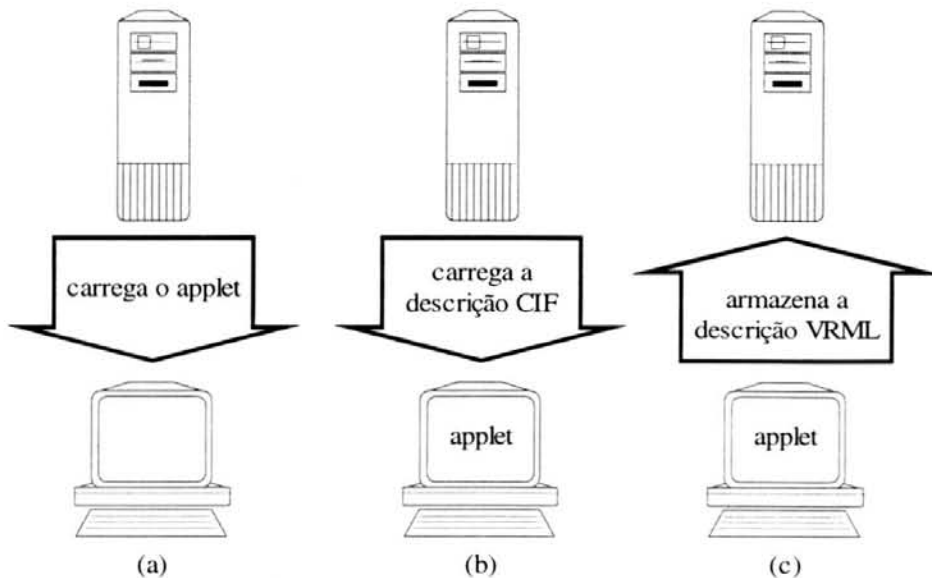 carrega o applet
carrega a
descrição CIF
armazena a
descrição VRML
applet
applet
(a)
(b)
(c)